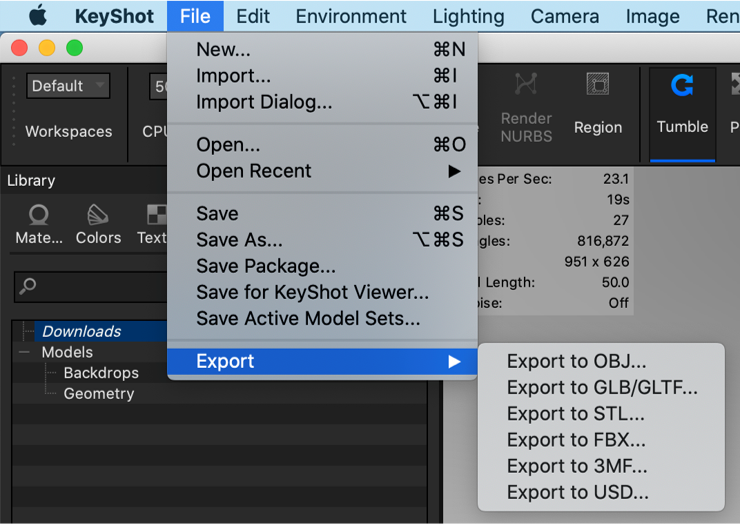 KeyShot File Edit Environment Lighting Camera Image Ren
Default
Workspaces
CPU
Render
NURBS
Region
Tumble
New... ⌘N
Import... ⌘I
Import Dialog... ⌥⌘I
Open... ⌘O
Open Recent ▶
Save ⌘S
Save As... ⌥⌘S
Save Package...
Save for KeyShot Viewer...
Save Active Model Sets...
Export ▶
Export to OBJ...
Export to GLB/GLTF...
Export to STL...
Export to FBX...
Export to 3MF...
Export to USD...
Library
Mate... Colors Text
Downloads
Models
Backdrops
Geometry
es Per Sec: 23.1
: 19s
bles: 27
ngles: 816,872
951 x 626
l Length: 50.0
oise: Off